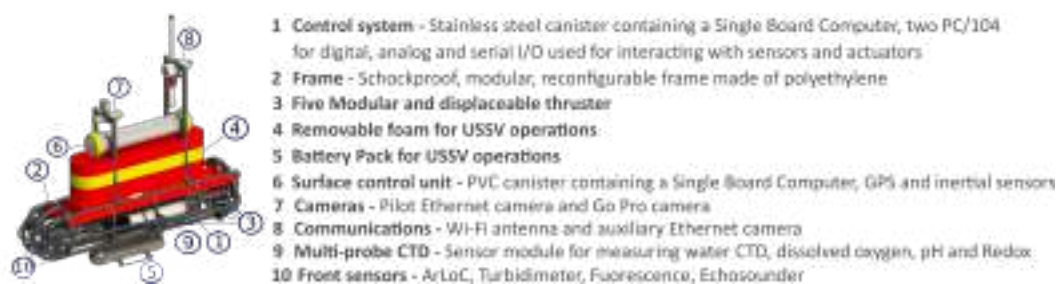 1 Control system - Stainless steel canister containing a Single Board Computer, two PC/104
for digital, analog and serial I/O used for interacting with sensors and actuators
2 Frame - Schockproof, modular, reconfigurable frame made of polyethylene
3 Five Modular and displaceable thruster
4 Removable foam for USSV operations
5 Battery Pack for USSV operations
6 Surface control unit - PVC canister containing a Single Board Computer, GPS and inertial sensors
7 Cameras - Pilot Ethernet camera and Go Pro camera
8 Communications - Wi-Fi antenna and auxiliary Ethernet camera
9 Multi-probe CTD - Sensor module for measuring water CTD, dissolved oxygen, pH and Redox
10 Front sensors - ArLoC, Turbidimeter, Fuorescence, Echosounder
8
7
4
6
2
3
9
1
10
5